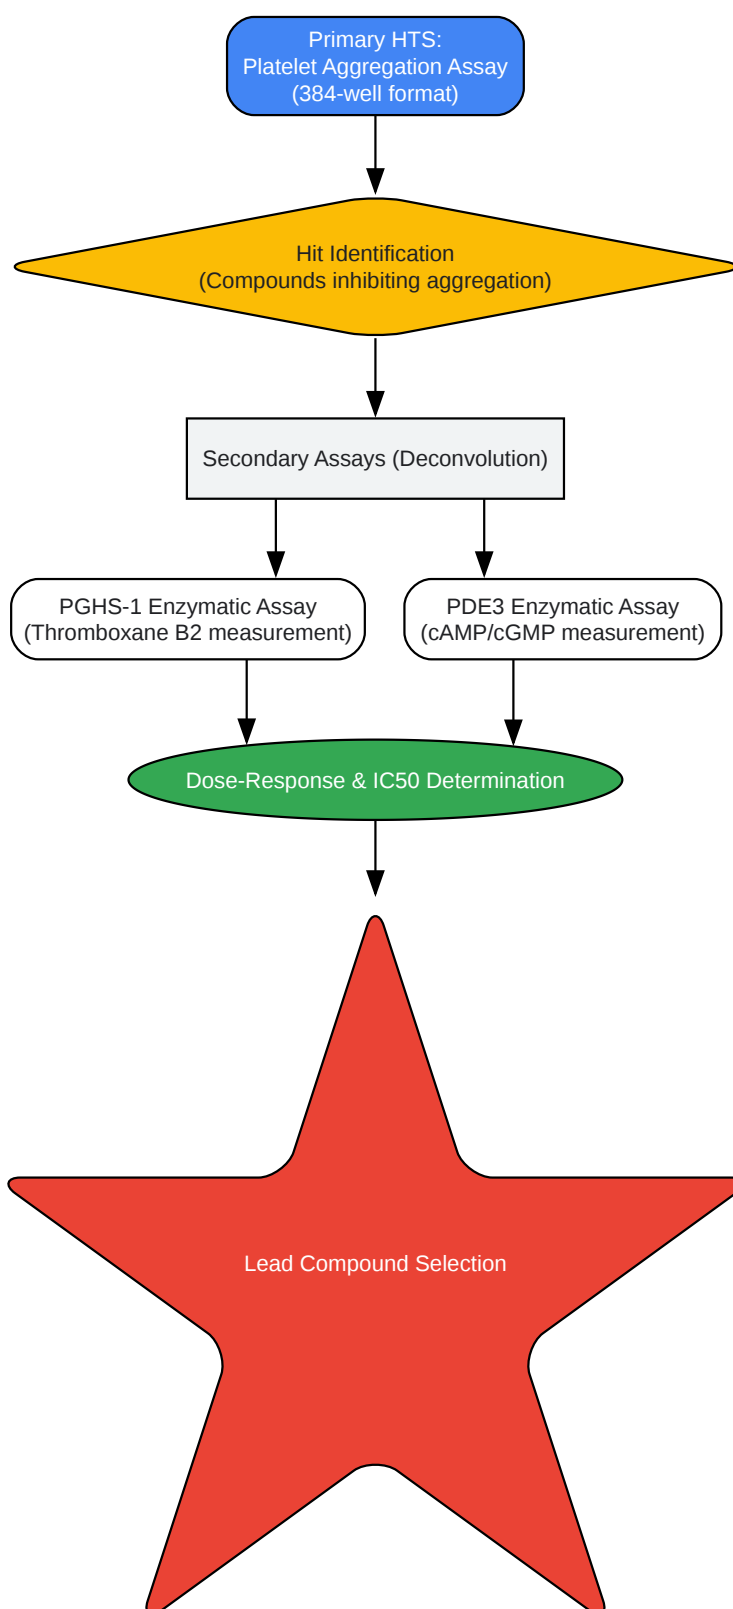 Primary HTS:
Platelet Aggregation Assay
(384-well format)
Hit Identification
(Compounds inhibiting aggregation)
Secondary Assays (Deconvolution)
PGHS-1 Enzymatic Assay
(Thromboxane B2 measurement)
PDE3 Enzymatic Assay
(cAMP/cGMP measurement)
Dose-Response & IC50 Determination
Lead Compound Selection